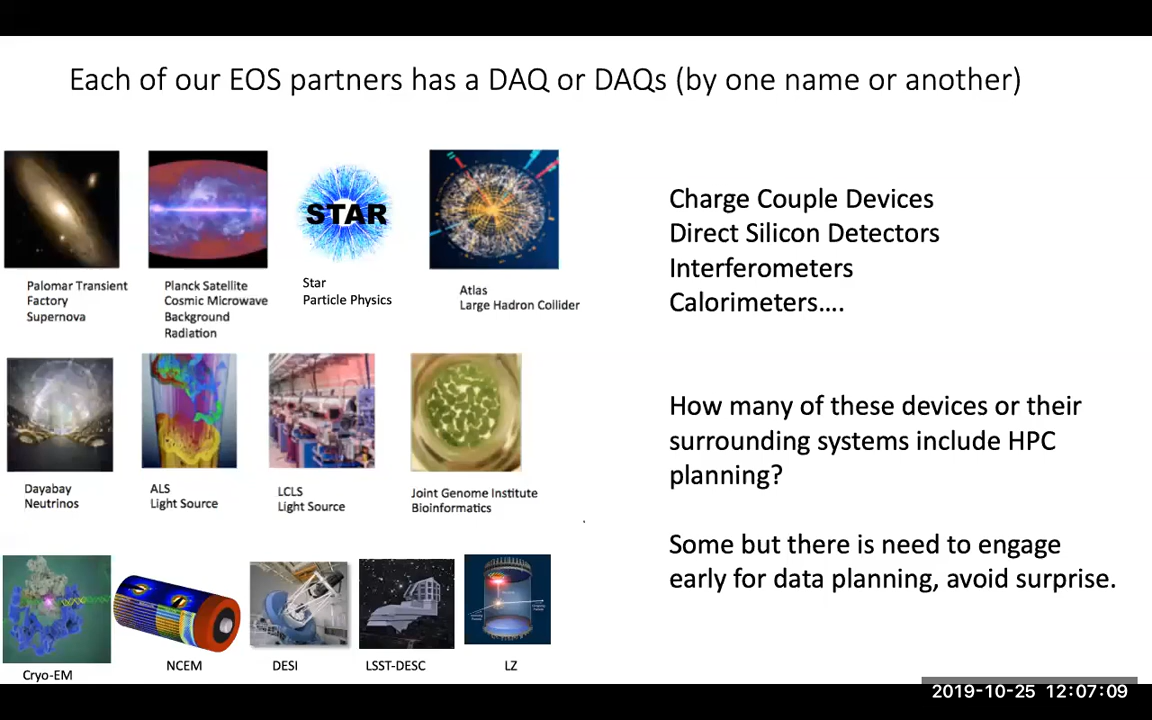 Each of our EOS partners has a DAQ or DAQs (by one name or another)
STAR
Palomar Transient
Factory
Supernova
Planck Satellite
Cosmic Microwave
Background
Radiation
Star
Particle Physics
Atlas
Large Hadron Collider
Dayabay
Neutrinos
ALS
Light Source
LCLS
Light Source
Joint Genome Institute
Bioinformatics
Cryo-EM
NCEM
DESI
LSST-DESC
LZ
Charge Couple Devices
Direct Silicon Detectors
Interferometers
Calorimeters....
How many of these devices or their
surrounding systems include HPC
planning?
Some but there is need to engage
early for data planning, avoid surprise.
2019-10-25 12:07:09